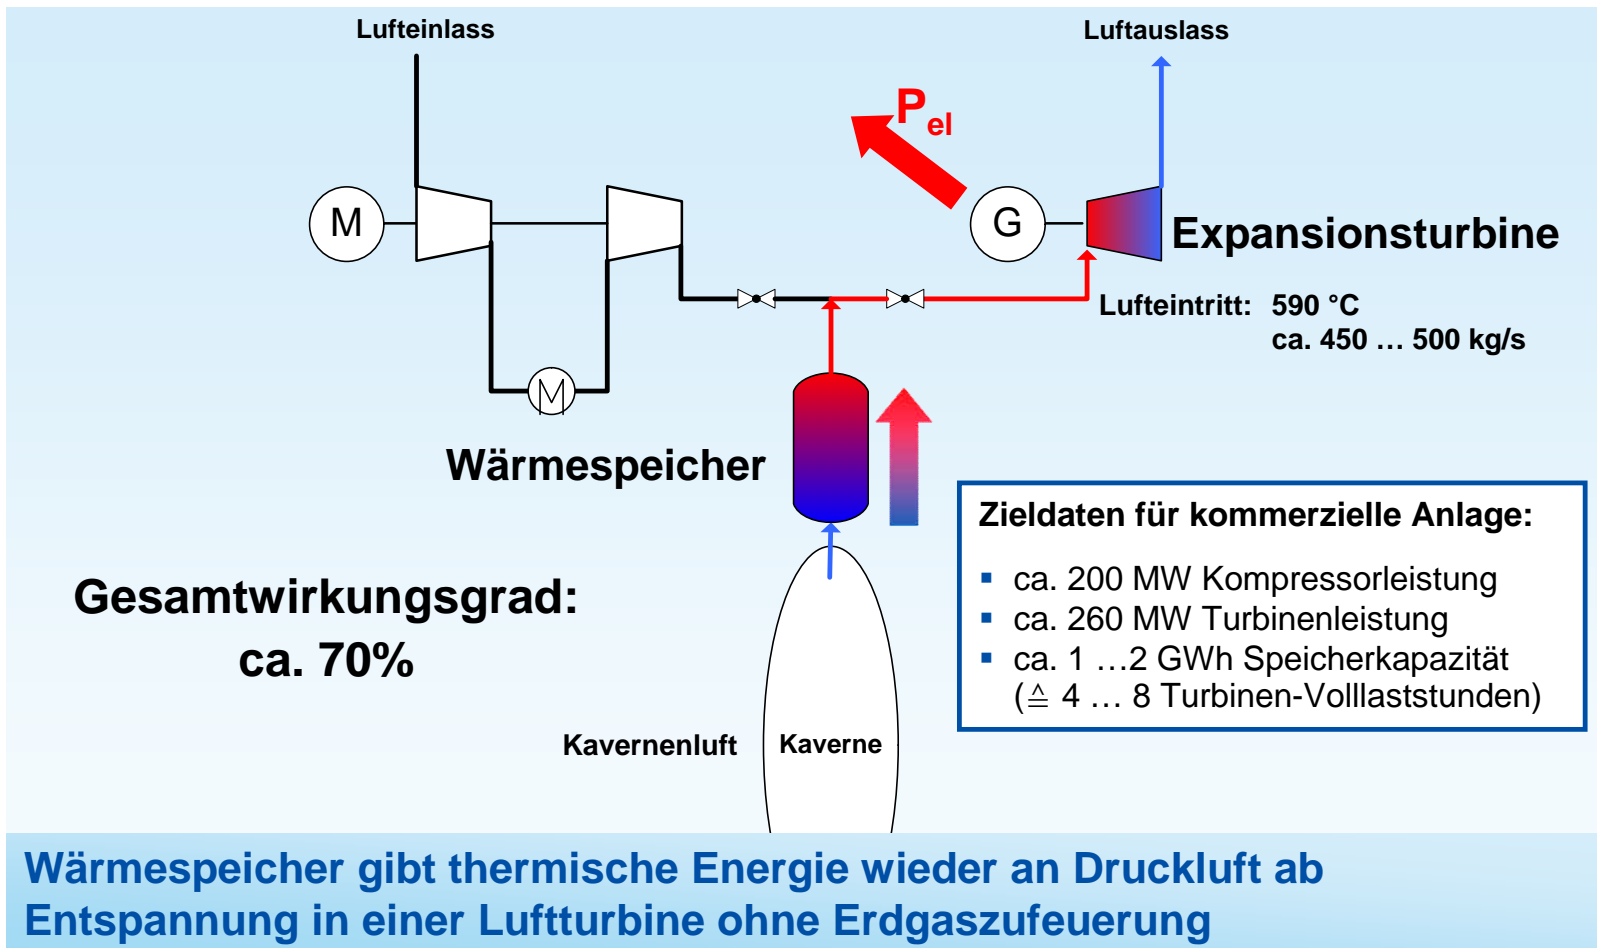 Lufteinlass
Luftauslass
P_el
M
G
Expansionsturbine
Lufteintritt: 590 °C
ca. 450 … 500 kg/s
M
Wärmespeicher
Zieldaten für kommerzielle Anlage:
▪ ca. 200 MW Kompressorleistung
▪ ca. 260 MW Turbinenleistung
▪ ca. 1 …2 GWh Speicherkapazität
(≙ 4 … 8 Turbinen-Volllaststunden)
Gesamtwirkungsgrad:
ca. 70%
Kavernenluft
Kaverne
Wärmespeicher gibt thermische Energie wieder an Druckluft ab
Entspannung in einer Luftturbine ohne Erdgaszufeuerung